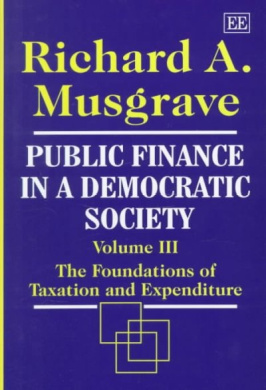 EE
Richard A.
Musgrave
PUBLIC FINANCE
IN A DEMOCRATIC
SOCIETY
Volume III
The Foundations of
Taxation and Expenditure